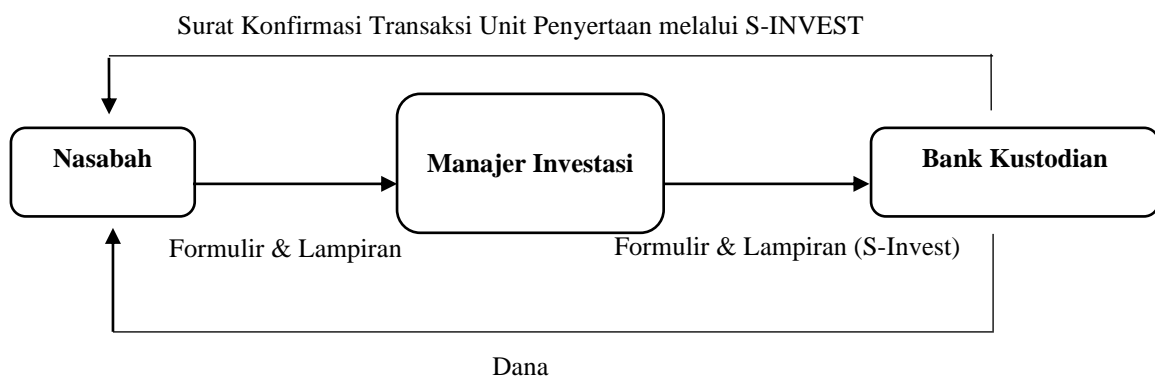 Surat Konfirmasi Transaksi Unit Penyertaan melalui S-INVEST
Nasabah
Manajer Investasi
Bank Kustodian
Formulir & Lampiran
Formulir & Lampiran (S-Invest)
Dana